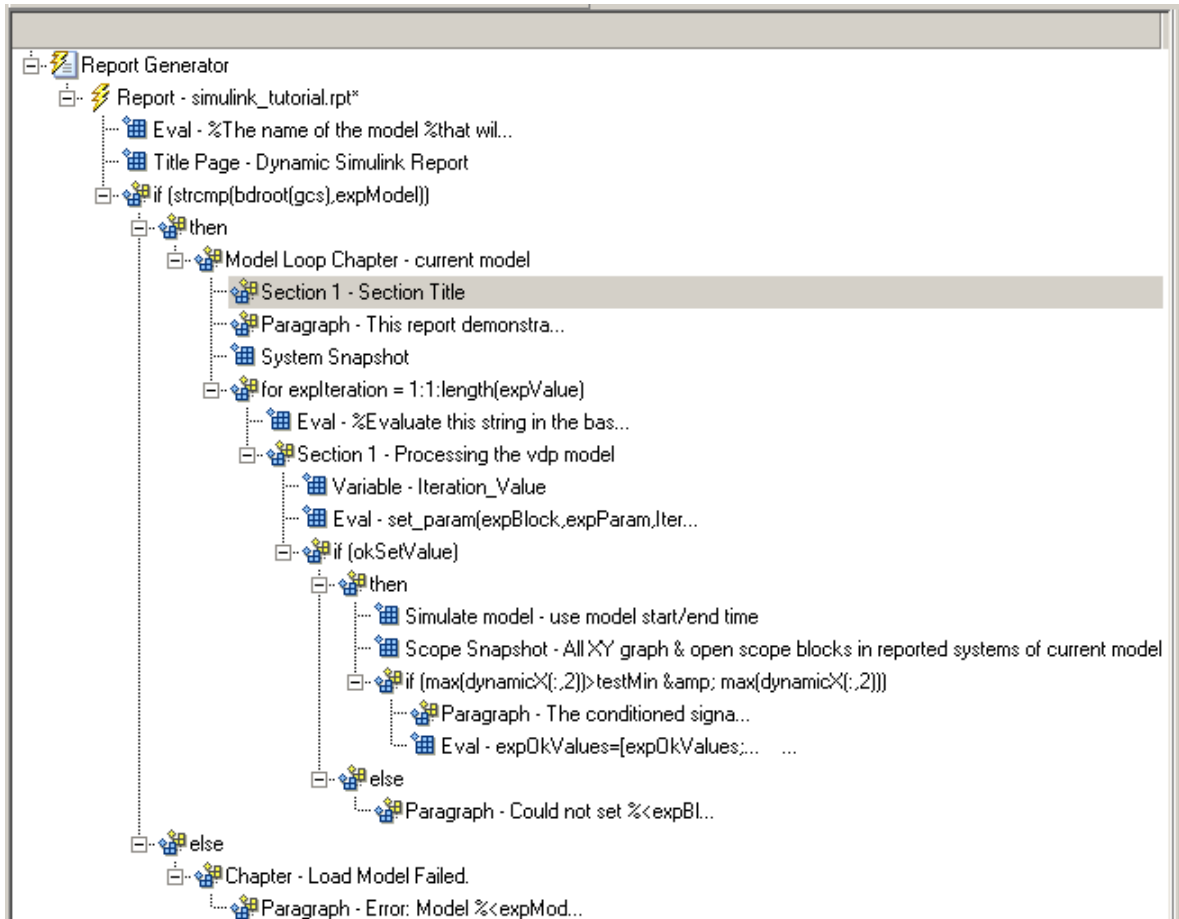 Report Generator
Report - simulink_tutorial.rpt*
Eval - %The name of the model %that wil...
Title Page - Dynamic Simulink Report
if (strcmp(bdroot(gcs),expModel))
then
Model Loop Chapter - current model
Section 1 - Section Title
Paragraph - This report demonstra...
System Snapshot
for expIteration = 1:1:length(expValue)
Eval - %Evaluate this string in the bas...
Section 1 - Processing the vdp model
Variable - Iteration_Value
Eval - set_param(expBlock,expParam,Iter...
if (okSetValue)
then
Simulate model - use model start/end time
Scope Snapshot - All XY graph & open scope blocks in reported systems of current model
if (max(dynamicX(:,2))>testMin &amp; max(dynamicX(:,2)))
Paragraph - The conditioned signa...
Eval - expOkValues=[expOkValues;... ...
else
Paragraph - Could not set %<expBl...
else
Chapter - Load Model Failed.
Paragraph - Error: Model %<expMod...